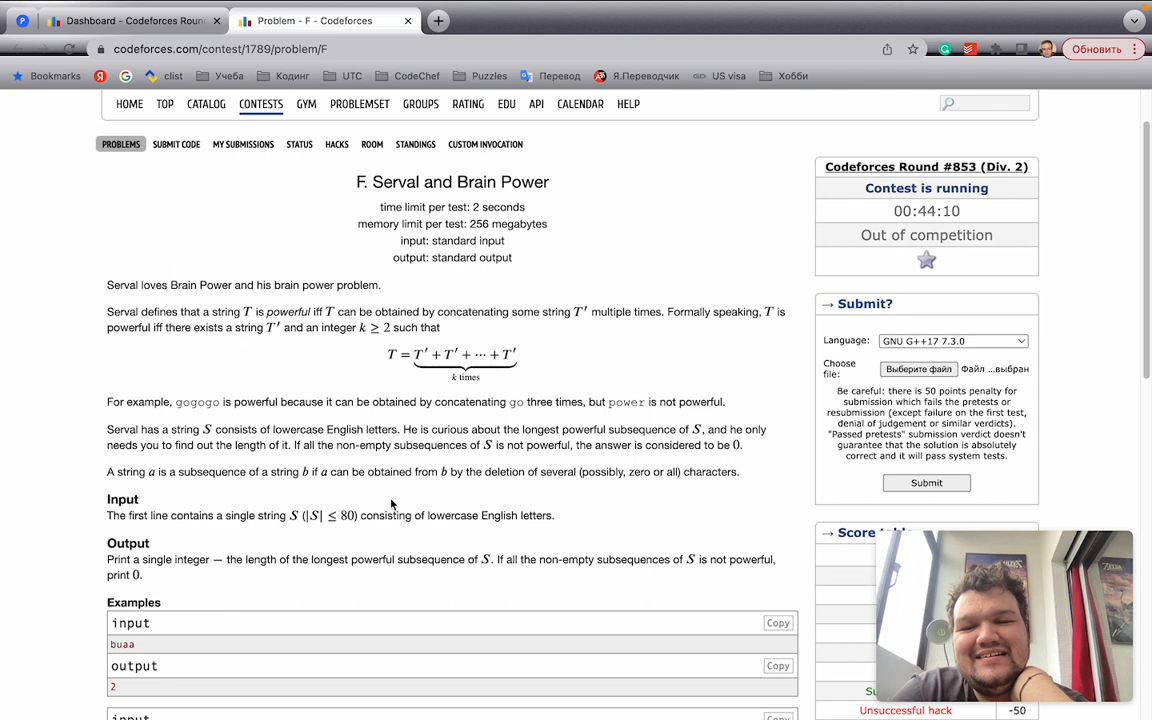 Dashboard - Codeforces Roun
Problem - F - Codeforces
codeforces.com/contest/1789/problem/F
Обновить
Bookmarks
clist
Учеба
Кодинг
UTC
CodeChef
Puzzles
Перевод
Я.Переводчик
US visa
Хобби
HOME TOP CATALOG CONTESTS GYM PROBLEMSET GROUPS RATING EDU API CALENDAR HELP
PROBLEMS SUBMIT CODE MY SUBMISSIONS STATUS HACKS ROOM STANDINGS CUSTOM INVOCATION
F. Serval and Brain Power
time limit per test: 2 seconds
memory limit per test: 256 megabytes
input: standard input
output: standard output
Serval loves Brain Power and his brain power problem.
Serval defines that a string T is powerful iff T can be obtained by concatenating some string T′ multiple times. Formally speaking, T is
powerful iff there exists a string T′ and an integer k ≥ 2 such that
T = T′ + T′ + ··· + T′
k times
For example, gogogo is powerful because it can be obtained by concatenating go three times, but power is not powerful.
Serval has a string S consists of lowercase English letters. He is curious about the longest powerful subsequence of S, and he only
needs you to find out the length of it. If all the non-empty subsequences of S is not powerful, the answer is considered to be 0.
A string a is a subsequence of a string b if a can be obtained from b by the deletion of several (possibly, zero or all) characters.
Input
The first line contains a single string S (|S| ≤ 80) consisting of lowercase English letters.
Output
Print a single integer — the length of the longest powerful subsequence of S. If all the non-empty subsequences of S is not powerful,
print 0.
Examples
input
Copy
buaa
output
Copy
2
input
Copy
Codeforces Round #853 (Div. 2)
Contest is running
00:44:10
Out of competition
→ Submit?
Language: GNU G++17 7.3.0
Choose
file: Выберите файл Файл ...выбран
Be careful: there is 50 points penalty for
submission which fails the pretests or
resubmission (except failure on the first test,
denial of judgement or similar verdicts).
"Passed pretests" submission verdict doesn't
guarantee that the solution is absolutely
correct and it will pass system tests.
Submit
→ Score
Unsuccessful hack -50